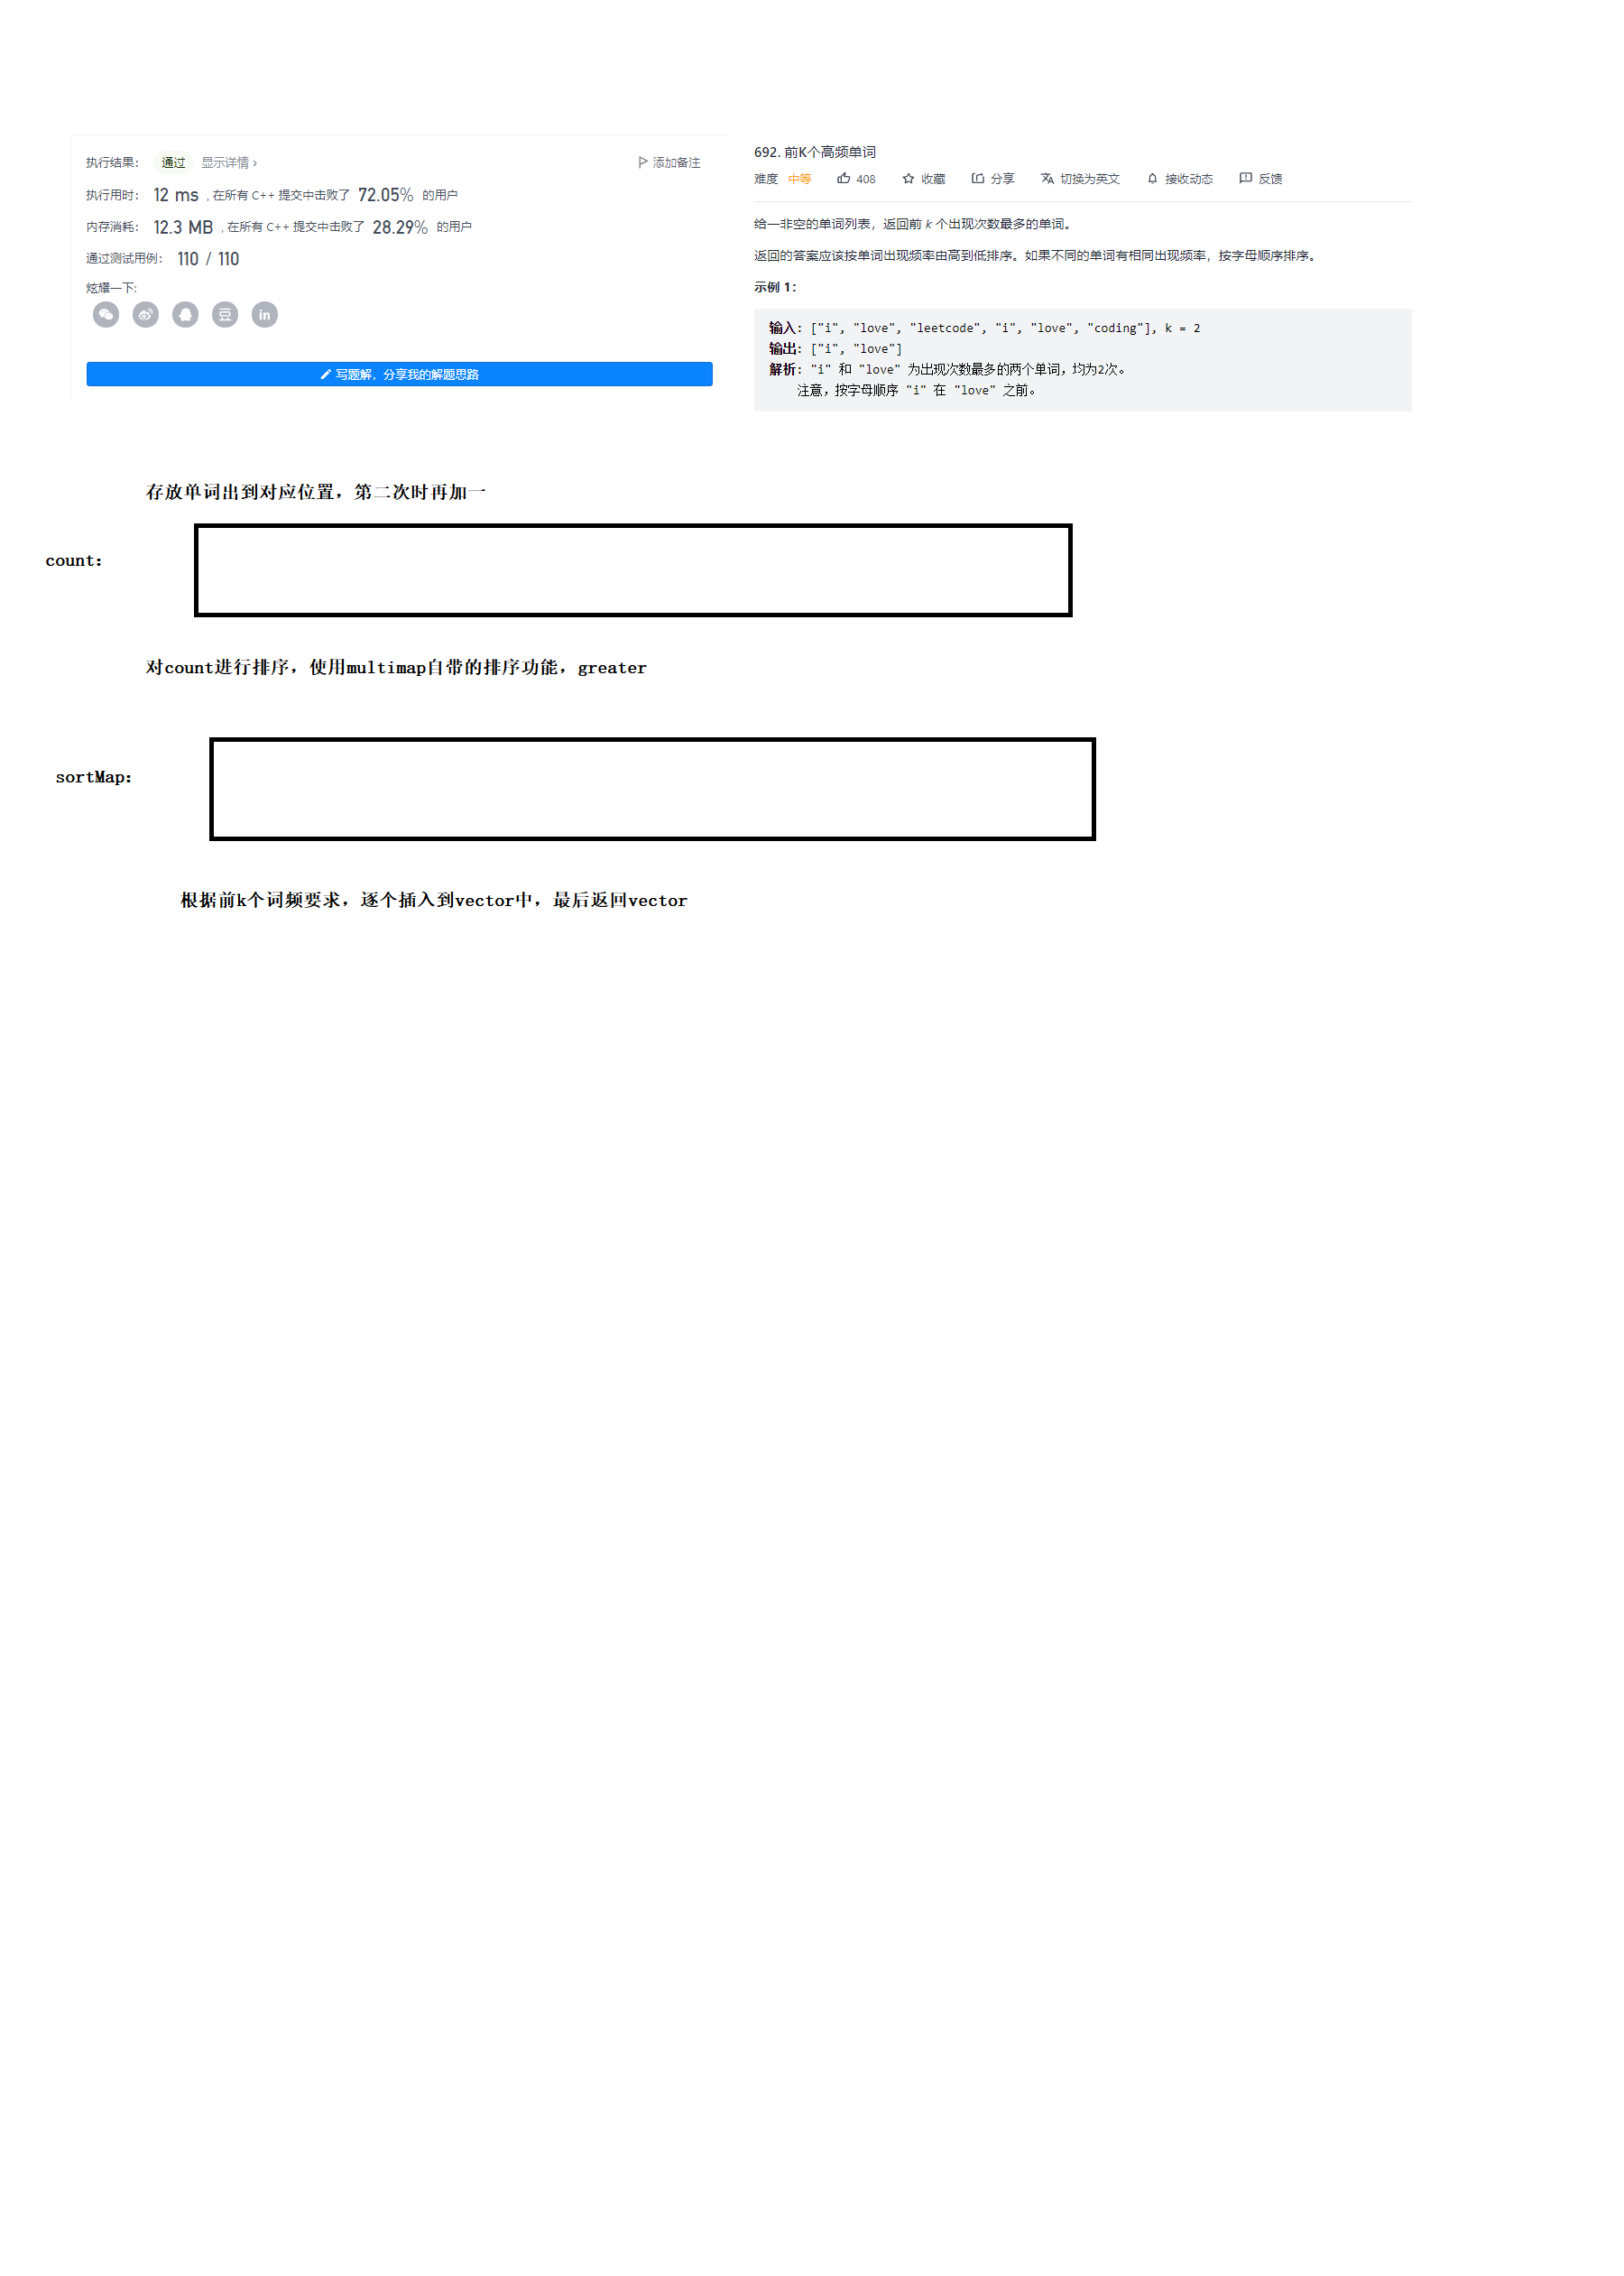 执行结果： 通过 显示详情 › 添加备注
执行用时： 12 ms , 在所有 C++ 提交中击败了 72.05% 的用户
内存消耗： 12.3 MB , 在所有 C++ 提交中击败了 28.29% 的用户
通过测试用例： 110 / 110
炫耀一下:
写题解，分享我的解题思路
692. 前K个高频单词
难度 中等 408 收藏 分享 切换为英文 接收动态 反馈
给一非空的单词列表，返回前 k 个出现次数最多的单词。
返回的答案应该按单词出现频率由高到低排序。如果不同的单词有相同出现频率，按字母顺序排序。
示例 1：
输入: ["i", "love", "leetcode", "i", "love", "coding"], k = 2
输出: ["i", "love"]
解析: "i" 和 "love" 为出现次数最多的两个单词，均为2次。
注意，按字母顺序 "i" 在 "love" 之前。
存放单词出到对应位置，第二次时再加一
count：
对count进行排序，使用multimap自带的排序功能，greater
sortMap：
根据前k个词频要求，逐个插入到vector中，最后返回vector